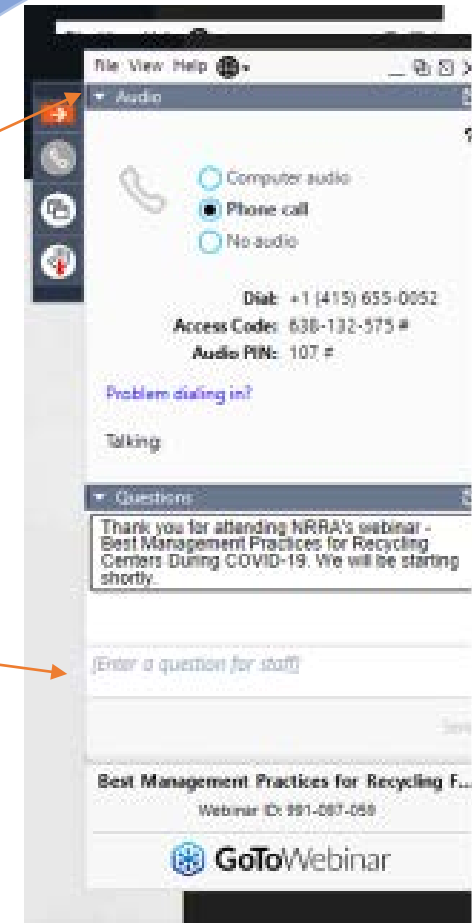 File View Help
Audio
Computer audio
Phone call
No audio
Dial: +1 (415) 655-0052
Access Code: 638-132-575 #
Audio PIN: 107 #
Problem dialing in?
Talking:
Questions
Thank you for attending NRRA's webinar -
Best Management Practices for Recycling
Centers During COVID-19. We will be starting
shortly.
[Enter a question for staff]
Best Management Practices for Recycling F...
Webinar ID: 991-087-059
GoToWebinar